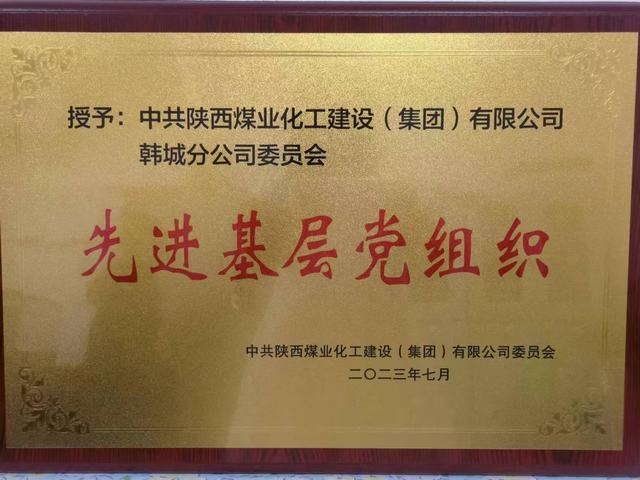 授予：中共陕西煤业化工建设（集团）有限公司
韩城分公司委员会
先进基层党组织
中共陕西煤业化工建设（集团）有限公司委员会
二〇二三年七月